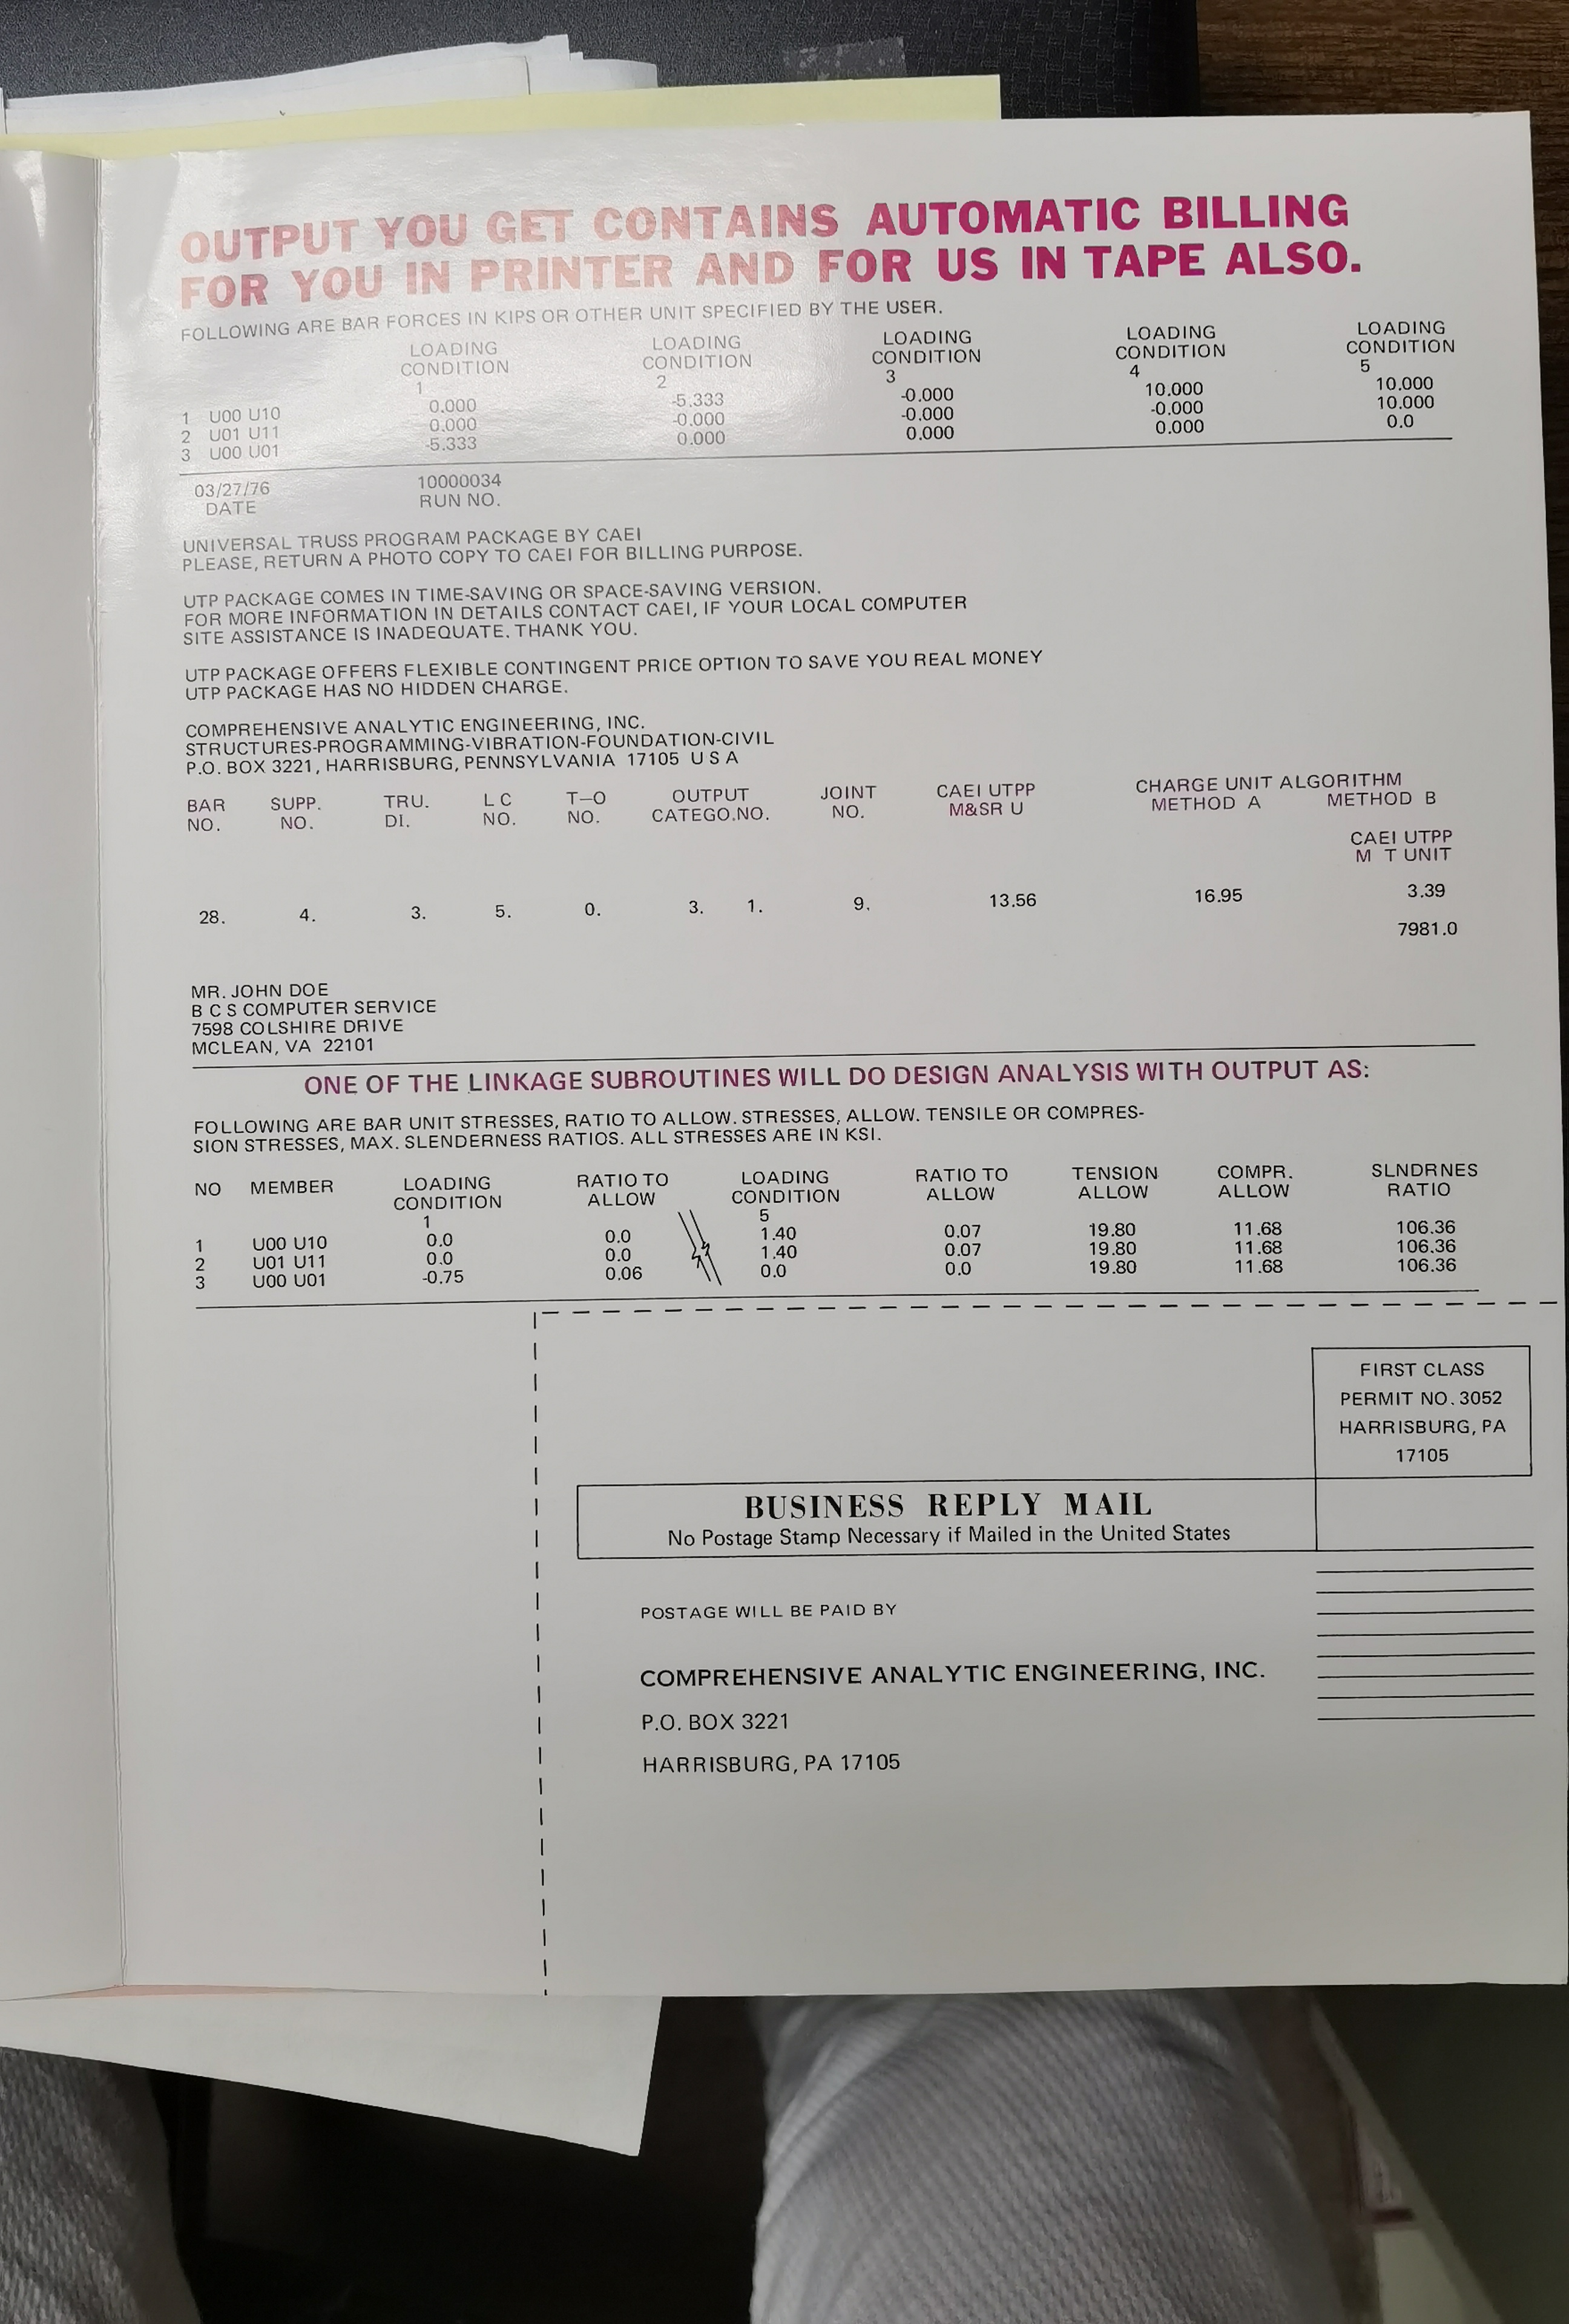 OUTPUT YOU GET CONTAINS AUTOMATIC BILLING
FOR YOU IN PRINTER AND FOR US IN TAPE ALSO.
FOLLOWING ARE BAR FORCES IN KIPS OR OTHER UNIT SPECIFIED BY THE USER.
LOADING LOADING LOADING LOADING LOADING
CONDITION CONDITION CONDITION CONDITION CONDITION
1 2 3 4 5
1 U00 U10 0.000 -5.333 -0.000 10.000 10.000
2 U01 U11 0.000 -0.000 -0.000 -0.000 10.000
3 U00 U01 -5.333 0.000 0.000 0.000 0.0
03/27/76 10000034
DATE RUN NO.
UNIVERSAL TRUSS PROGRAM PACKAGE BY CAEI
PLEASE, RETURN A PHOTO COPY TO CAEI FOR BILLING PURPOSE.
UTP PACKAGE COMES IN TIME-SAVING OR SPACE-SAVING VERSION.
FOR MORE INFORMATION IN DETAILS CONTACT CAEI, IF YOUR LOCAL COMPUTER
SITE ASSISTANCE IS INADEQUATE. THANK YOU.
UTP PACKAGE OFFERS FLEXIBLE CONTINGENT PRICE OPTION TO SAVE YOU REAL MONEY
UTP PACKAGE HAS NO HIDDEN CHARGE.
COMPREHENSIVE ANALYTIC ENGINEERING, INC.
STRUCTURES-PROGRAMMING-VIBRATION-FOUNDATION-CIVIL
P.O. BOX 3221, HARRISBURG, PENNSYLVANIA 17105 U S A
BAR SUPP. TRU. L C T-O OUTPUT JOINT CAEI UTPP CHARGE UNIT ALGORITHM
NO. NO. DI. NO. NO. CATEGO.NO. NO. M&SR U METHOD A METHOD B
CAEI UTPP
M T UNIT
28. 4. 3. 5. 0. 3. 1. 9. 13.56 16.95 3.39
7981.0
MR. JOHN DOE
B C S COMPUTER SERVICE
7598 COLSHIRE DRIVE
MCLEAN, VA 22101
ONE OF THE LINKAGE SUBROUTINES WILL DO DESIGN ANALYSIS WITH OUTPUT AS:
FOLLOWING ARE BAR UNIT STRESSES, RATIO TO ALLOW. STRESSES, ALLOW. TENSILE OR COMPRES-
SION STRESSES, MAX. SLENDERNESS RATIOS. ALL STRESSES ARE IN KSI.
NO MEMBER LOADING RATIO TO LOADING RATIO TO TENSION COMPR. SLNDRNES
CONDITION ALLOW CONDITION ALLOW ALLOW ALLOW RATIO
1 5
1 U00 U10 0.0 0.0 1.40 0.07 19.80 11.68 106.36
2 U01 U11 0.0 0.0 1.40 0.07 19.80 11.68 106.36
3 U00 U01 -0.75 0.06 0.0 0.0 19.80 11.68 106.36
FIRST CLASS
PERMIT NO. 3052
HARRISBURG, PA
17105
BUSINESS REPLY MAIL
No Postage Stamp Necessary if Mailed in the United States
POSTAGE WILL BE PAID BY
COMPREHENSIVE ANALYTIC ENGINEERING, INC.
P.O. BOX 3221
HARRISBURG, PA 17105